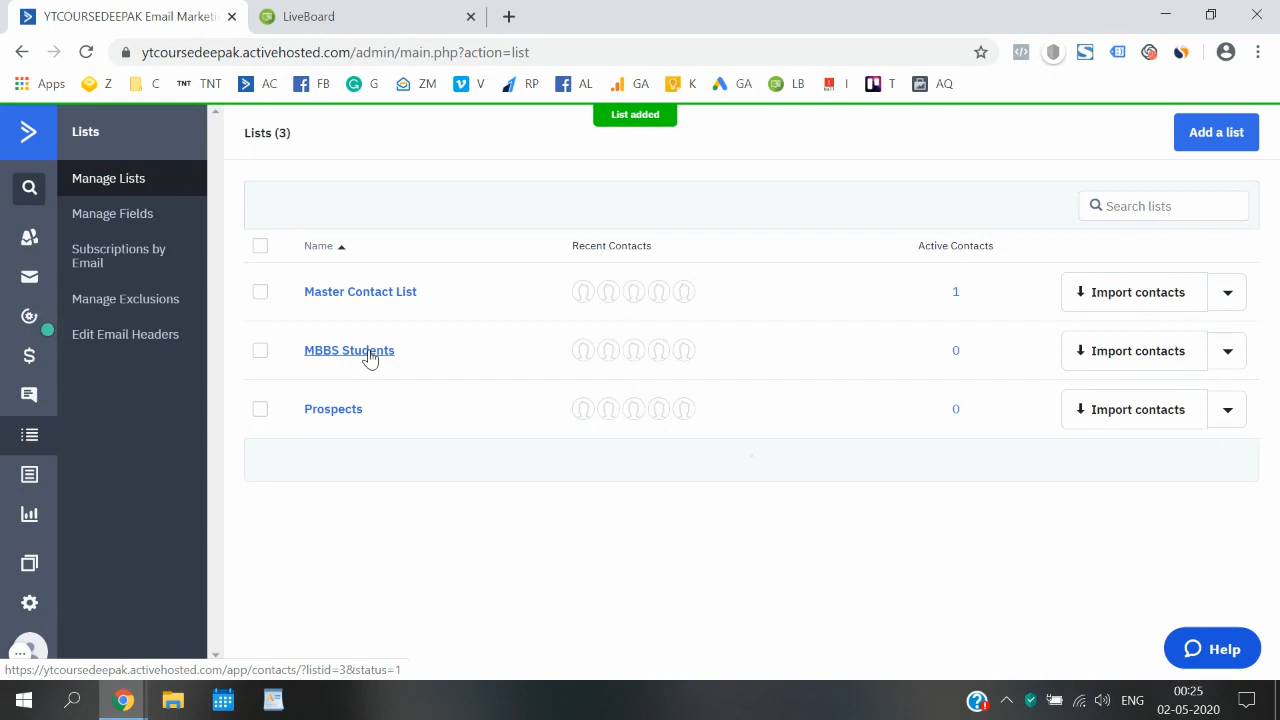 YTCOURSEDEEPAK Email Marketi
LiveBoard
ytcoursedeepak.activehosted.com/admin/main.php?action=list
Apps Z C TNT TNT AC FB G ZM V RP AL GA K GA LB I T AQ
List added
Lists
Lists (3)
Add a list
Manage Lists
Manage Fields
Subscriptions by
Email
Manage Exclusions
Edit Email Headers
Search lists
Name Recent Contacts Active Contacts
Master Contact List 1 Import contacts
MBBS Students 0 Import contacts
Prospects 0 Import contacts
Help
https://ytcoursedeepak.activehosted.com/app/contacts/?listid=3&status=1
ENG
00:25
02-05-2020